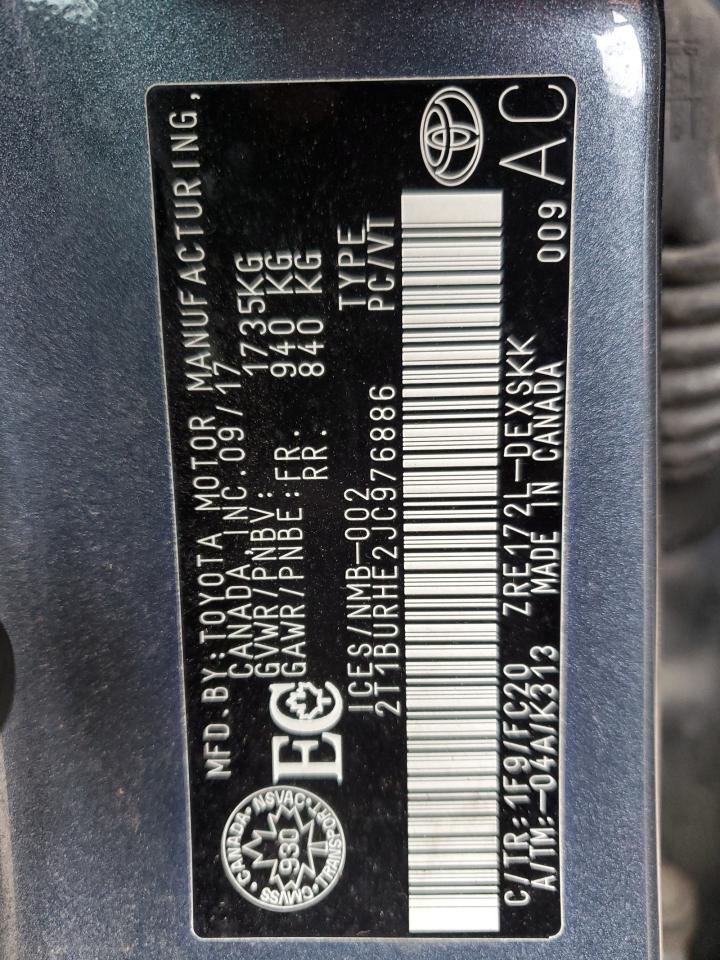 MFD.BY:TOYOTA MOTOR MANUFACTURING,
CANADA,INC.09/17
GVWR/PNBV: 1735KG
GAWR/PNBE:FR. 940 KG
RR. 840 KG
CANADA NSVAC TRANSPORT CMVSS
930
EC
ICES/NMB-002
TYPE
2T1BURHE2JC976886
PC/VT
C/TR:1F9/FC20
ZRE172L-DEXSKK
A/TM:-04A/K313
MADE IN CANADA
009
AC